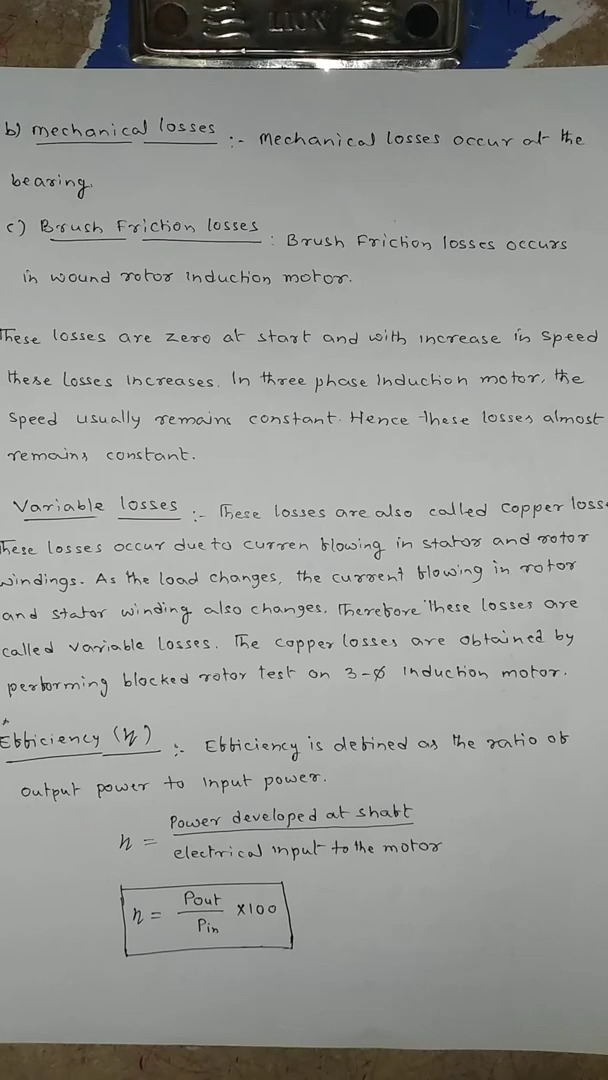 LION
b) mechanical losses :- mechanical losses occur at the
bearing.
c) Brush Friction losses : Brush Friction losses occurs
in wound rotor induction motor.
These losses are zero at start and with increase in speed
these Losses increases. In three phase Induction motor, the
Speed usually remains constant. Hence these losses almost
remains constant.
Variable losses :- These losses are also called copper loss
These losses occur due to curren flowing in stator and rotor
windings. As the load changes, the current flowing in rotor
and stator winding also changes. Therefore these losses are
called variable losses. The copper losses are obtained by
performing blocked rotor test on 3-φ induction motor.
*
Efficiency (η) :- Efficiency is defined as the ratio of
output power to input power.
η = Power developed at shaft
electrical input to the motor
η = Pout / Pin ×100